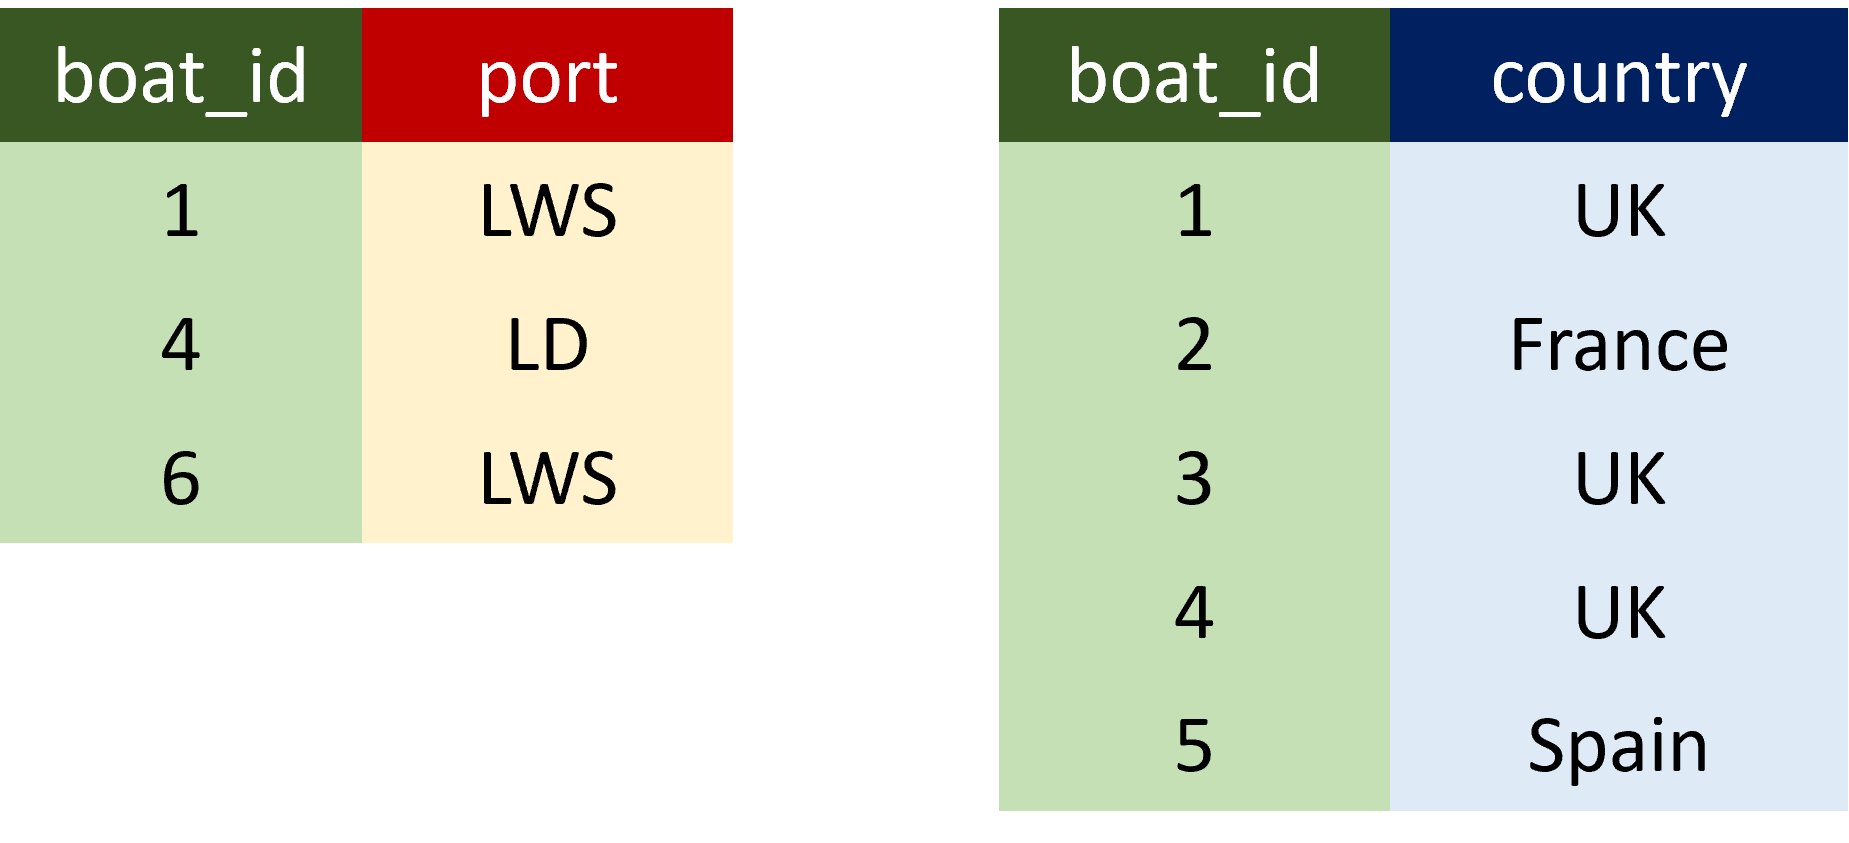 boat_id port
1 LWS
4 LD
6 LWS
boat_id country
1 UK
2 France
3 UK
4 UK
5 Spain